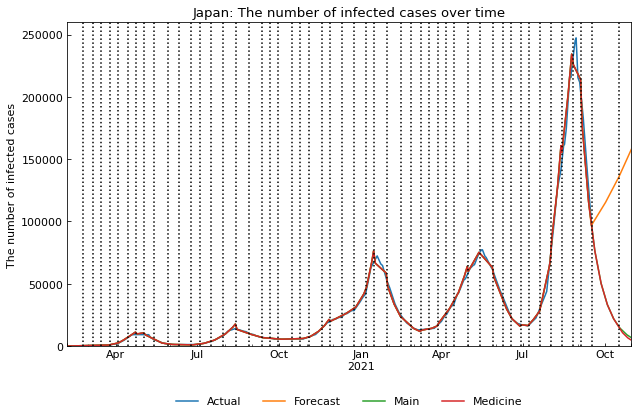 Japan: The number of infected cases over time
The number of infected cases
250000
200000
150000
100000
50000
0
Apr Jul Oct Jan Apr Jul Oct
2021
Actual Forecast Main Medicine